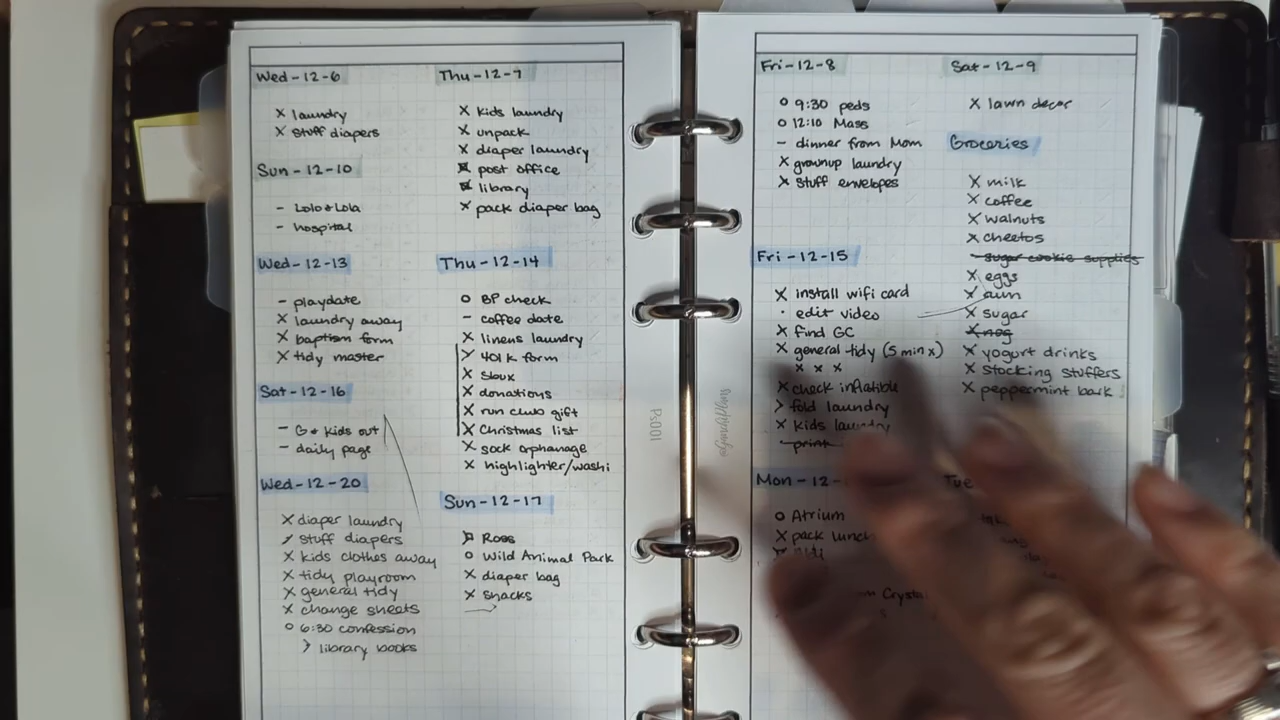 Wed-12-6
x laundry
x stuff diapers
Sun-12-10
- Lolo & Lola
- hospital
Wed-12-13
- playdate
x laundry away
x baptism form
x tidy master
Sat-12-16
- G & kids out
- daily page
Wed-12-20
x diaper laundry
/ stuff diapers
x kids clothes away
x tidy playroom
x general tidy
x change sheets
o 6:30 confession
> library books
Thu-12-7
x kids laundry
x unpack
x diaper laundry
x post office
x library
x pack diaper bag
Thu-12-14
o BP check
- coffee date
x linens laundry
x 401k form
x
x donations
x run club gift
x Christmas list
x sock orphanage
x highlighter/washi
Sun-12-17
x Ross
o Wild Animal Park
x diaper bag
x snacks
PS001
Fri-12-8
o 9:30 peds
o 12:10 Mass
- dinner from Mom
x grownup laundry
x stuff envelopes
Fri-12-15
x install wifi card
· edit video
x find GC
x general tidy (5 min x)
x x x
x check inflatible
> fold laundry
x kids laundry
- print
Mon-12-
o Atrium
x pack lunch
Crysta
Sat-12-9
x lawn decor
Groceries
x milk
x coffee
x walnuts
x cheetos
- sugar cookie supplies
x eggs
x
x sugar
x nog
x yogurt drinks
x stocking stuffers
x peppermint bark
Tue